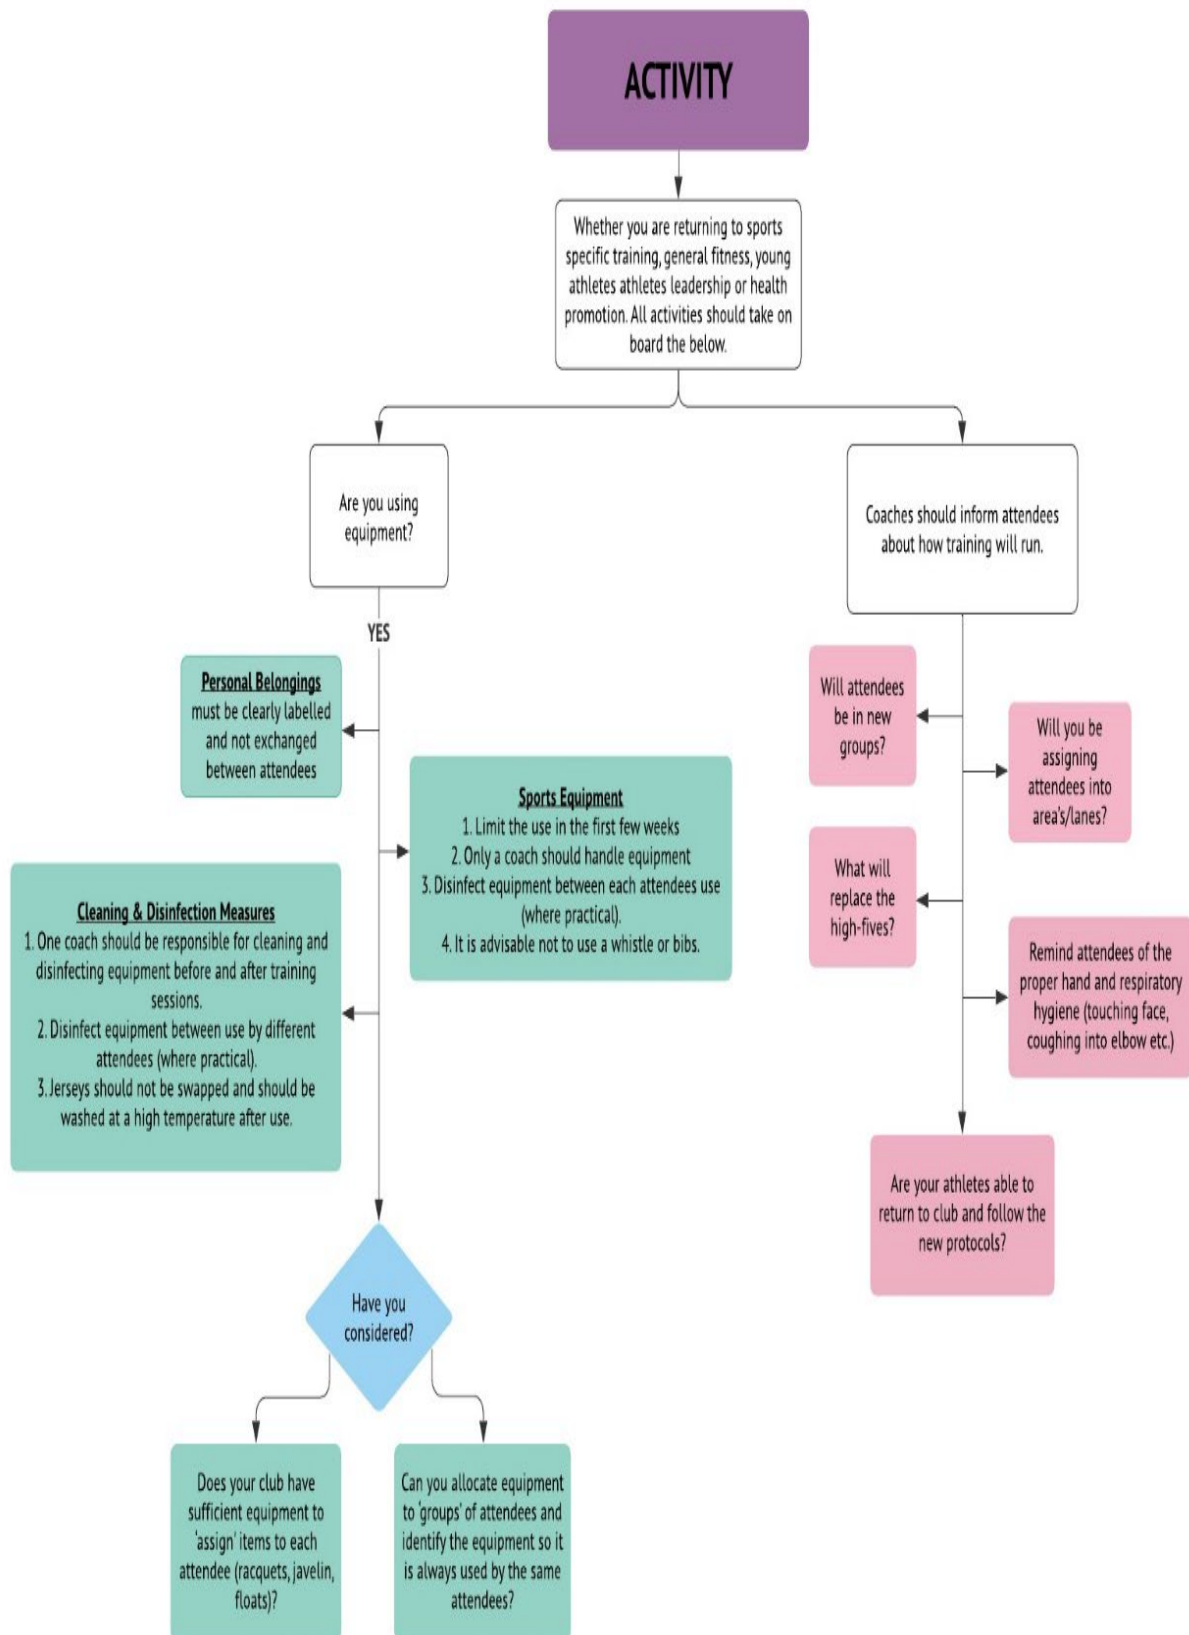 ACTIVITY
Whether you are returning to sports
specific training, general fitness, young
athletes athletes leadership or health
promotion. All activities should take on
board the below.
Are you using
equipment?
YES
Personal Belongings
must be clearly labelled
and not exchanged
between attendees
Sports Equipment
1. Limit the use in the first few weeks
2. Only a coach should handle equipment
3. Disinfect equipment between each attendees use
(where practical).
4. It is advisable not to use a whistle or bibs.
Cleaning & Disinfection Measures
1. One coach should be responsible for cleaning and
disinfecting equipment before and after training
sessions.
2. Disinfect equipment between use by different
attendees (where practical).
3. Jerseys should not be swapped and should be
washed at a high temperature after use.
Have you
considered?
Does your club have
sufficient equipment to
'assign' items to each
attendee (racquets, javelin,
floats)?
Can you allocate equipment
to 'groups' of attendees and
identify the equipment so it
is always used by the same
attendees?
Coaches should inform attendees
about how training will run.
Will attendees
be in new
groups?
Will you be
assigning
attendees into
area's/lanes?
What will
replace the
high-fives?
Remind attendees of the
proper hand and respiratory
hygiene (touching face,
coughing into elbow etc.)
Are your athletes able to
return to club and follow the
new protocols?